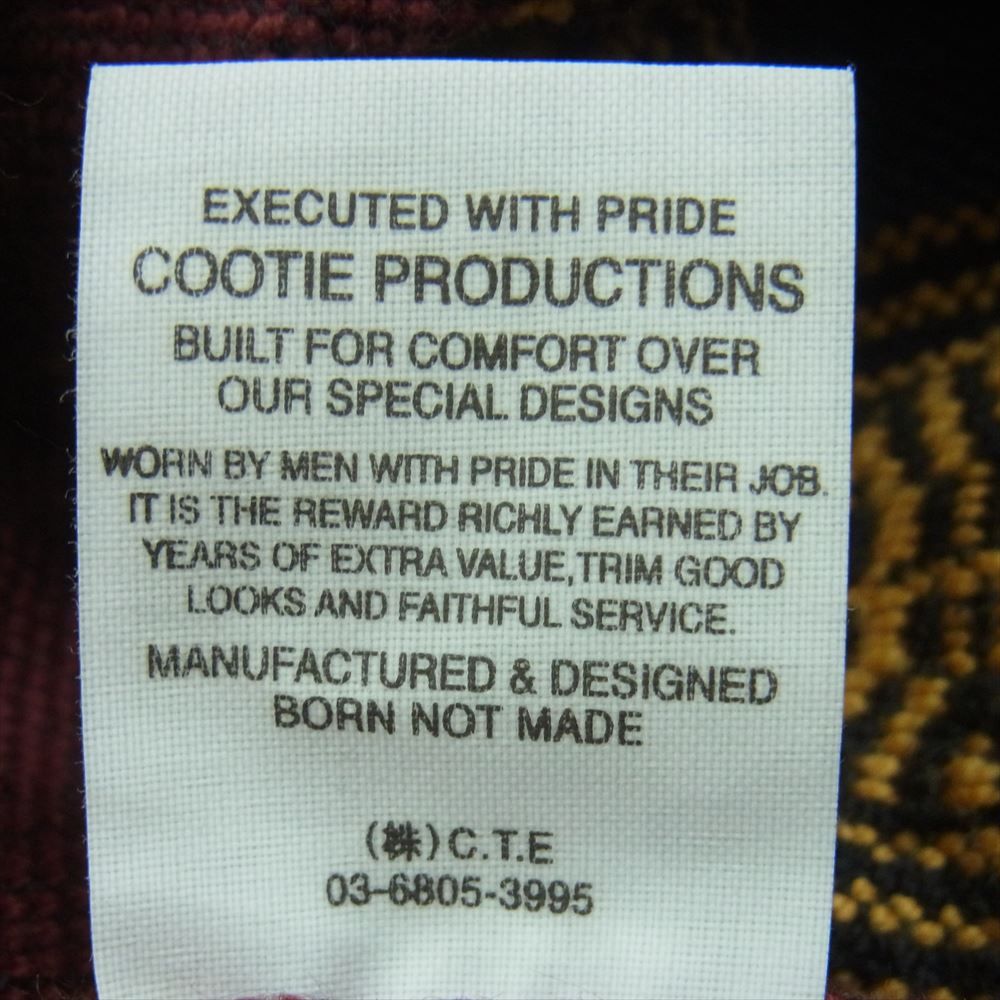 EXECUTED WITH PRIDE
COOTIE PRODUCTIONS
BUILT FOR COMFORT OVER
OUR SPECIAL DESIGNS
WORN BY MEN WITH PRIDE IN THEIR JOB.
IT IS THE REWARD RICHLY EARNED BY
YEARS OF EXTRA VALUE,TRIM GOOD
LOOKS AND FAITHFUL SERVICE.
MANUFACTURED & DESIGNED
BORN NOT MADE
(株)C.T.E
03-6805-3995